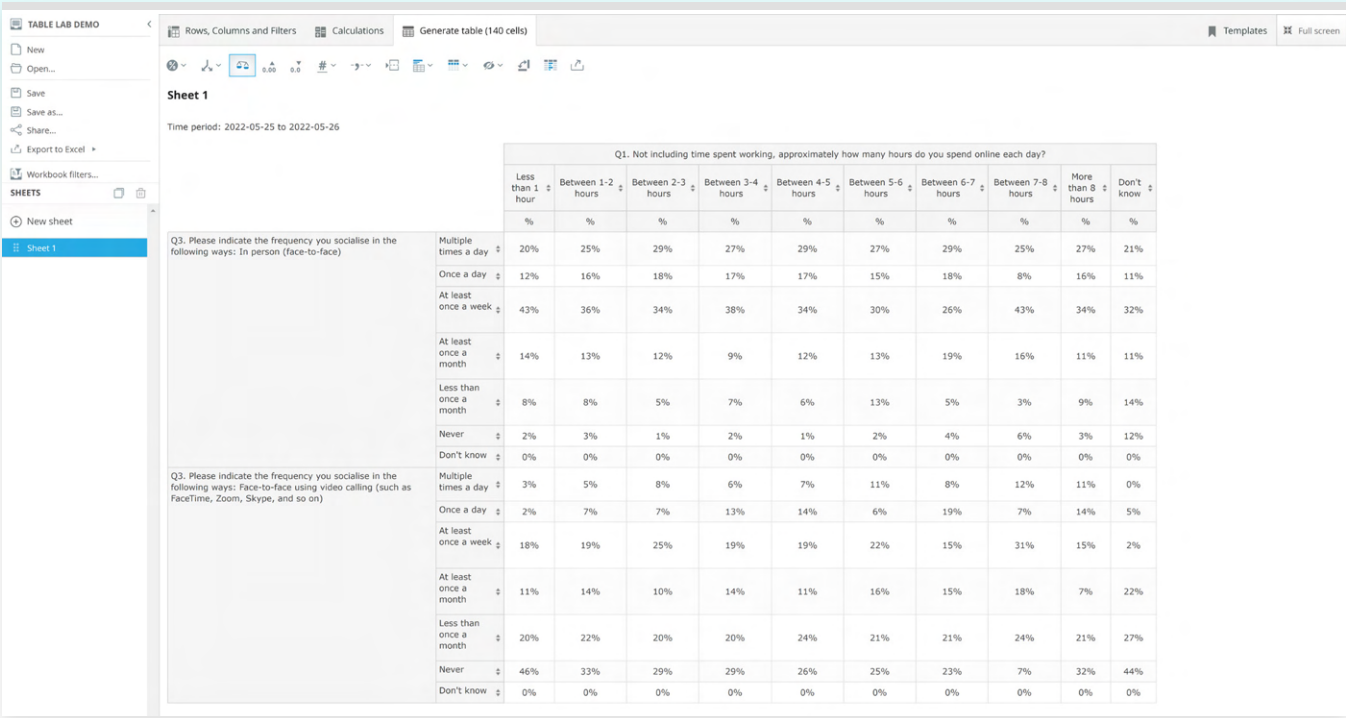 TABLE LAB DEMO
New
Open...
Save
Save as...
Share...
Export to Excel
Workbook filters...
SHEETS
New sheet
Sheet 1
Rows, Columns and Filters
Calculations
Generate table (140 cells)
Templates
Full screen
0.00
0.0
#
Sheet 1
Time period: 2022-05-25 to 2022-05-26
Q1. Not including time spent working, approximately how many hours do you spend online each day?
Less than 1 hour Between 1-2 hours Between 2-3 hours Between 3-4 hours Between 4-5 hours Between 5-6 hours Between 6-7 hours Between 7-8 hours More than 8 hours Don't know
% % % % % % % % % %
Q3. Please indicate the frequency you socialise in the
following ways: In person (face-to-face)
Multiple times a day 20% 25% 29% 27% 29% 27% 29% 25% 27% 21%
Once a day 12% 16% 18% 17% 17% 15% 18% 8% 16% 11%
At least once a week 43% 36% 34% 38% 34% 30% 26% 43% 34% 32%
At least once a month 14% 13% 12% 9% 12% 13% 19% 16% 11% 11%
Less than once a month 8% 8% 5% 7% 6% 13% 5% 3% 9% 14%
Never 2% 3% 1% 2% 1% 2% 4% 6% 3% 12%
Don't know 0% 0% 0% 0% 0% 0% 0% 0% 0% 0%
Q3. Please indicate the frequency you socialise in the
following ways: Face-to-face using video calling (such as
FaceTime, Zoom, Skype, and so on)
Multiple times a day 3% 5% 8% 6% 7% 11% 8% 12% 11% 0%
Once a day 2% 7% 7% 13% 14% 6% 19% 7% 14% 5%
At least once a week 18% 19% 25% 19% 19% 22% 15% 31% 15% 2%
At least once a month 11% 14% 10% 14% 11% 16% 15% 18% 7% 22%
Less than once a month 20% 22% 20% 20% 24% 21% 21% 24% 21% 27%
Never 46% 33% 29% 29% 26% 25% 23% 7% 32% 44%
Don't know 0% 0% 0% 0% 0% 0% 0% 0% 0% 0%